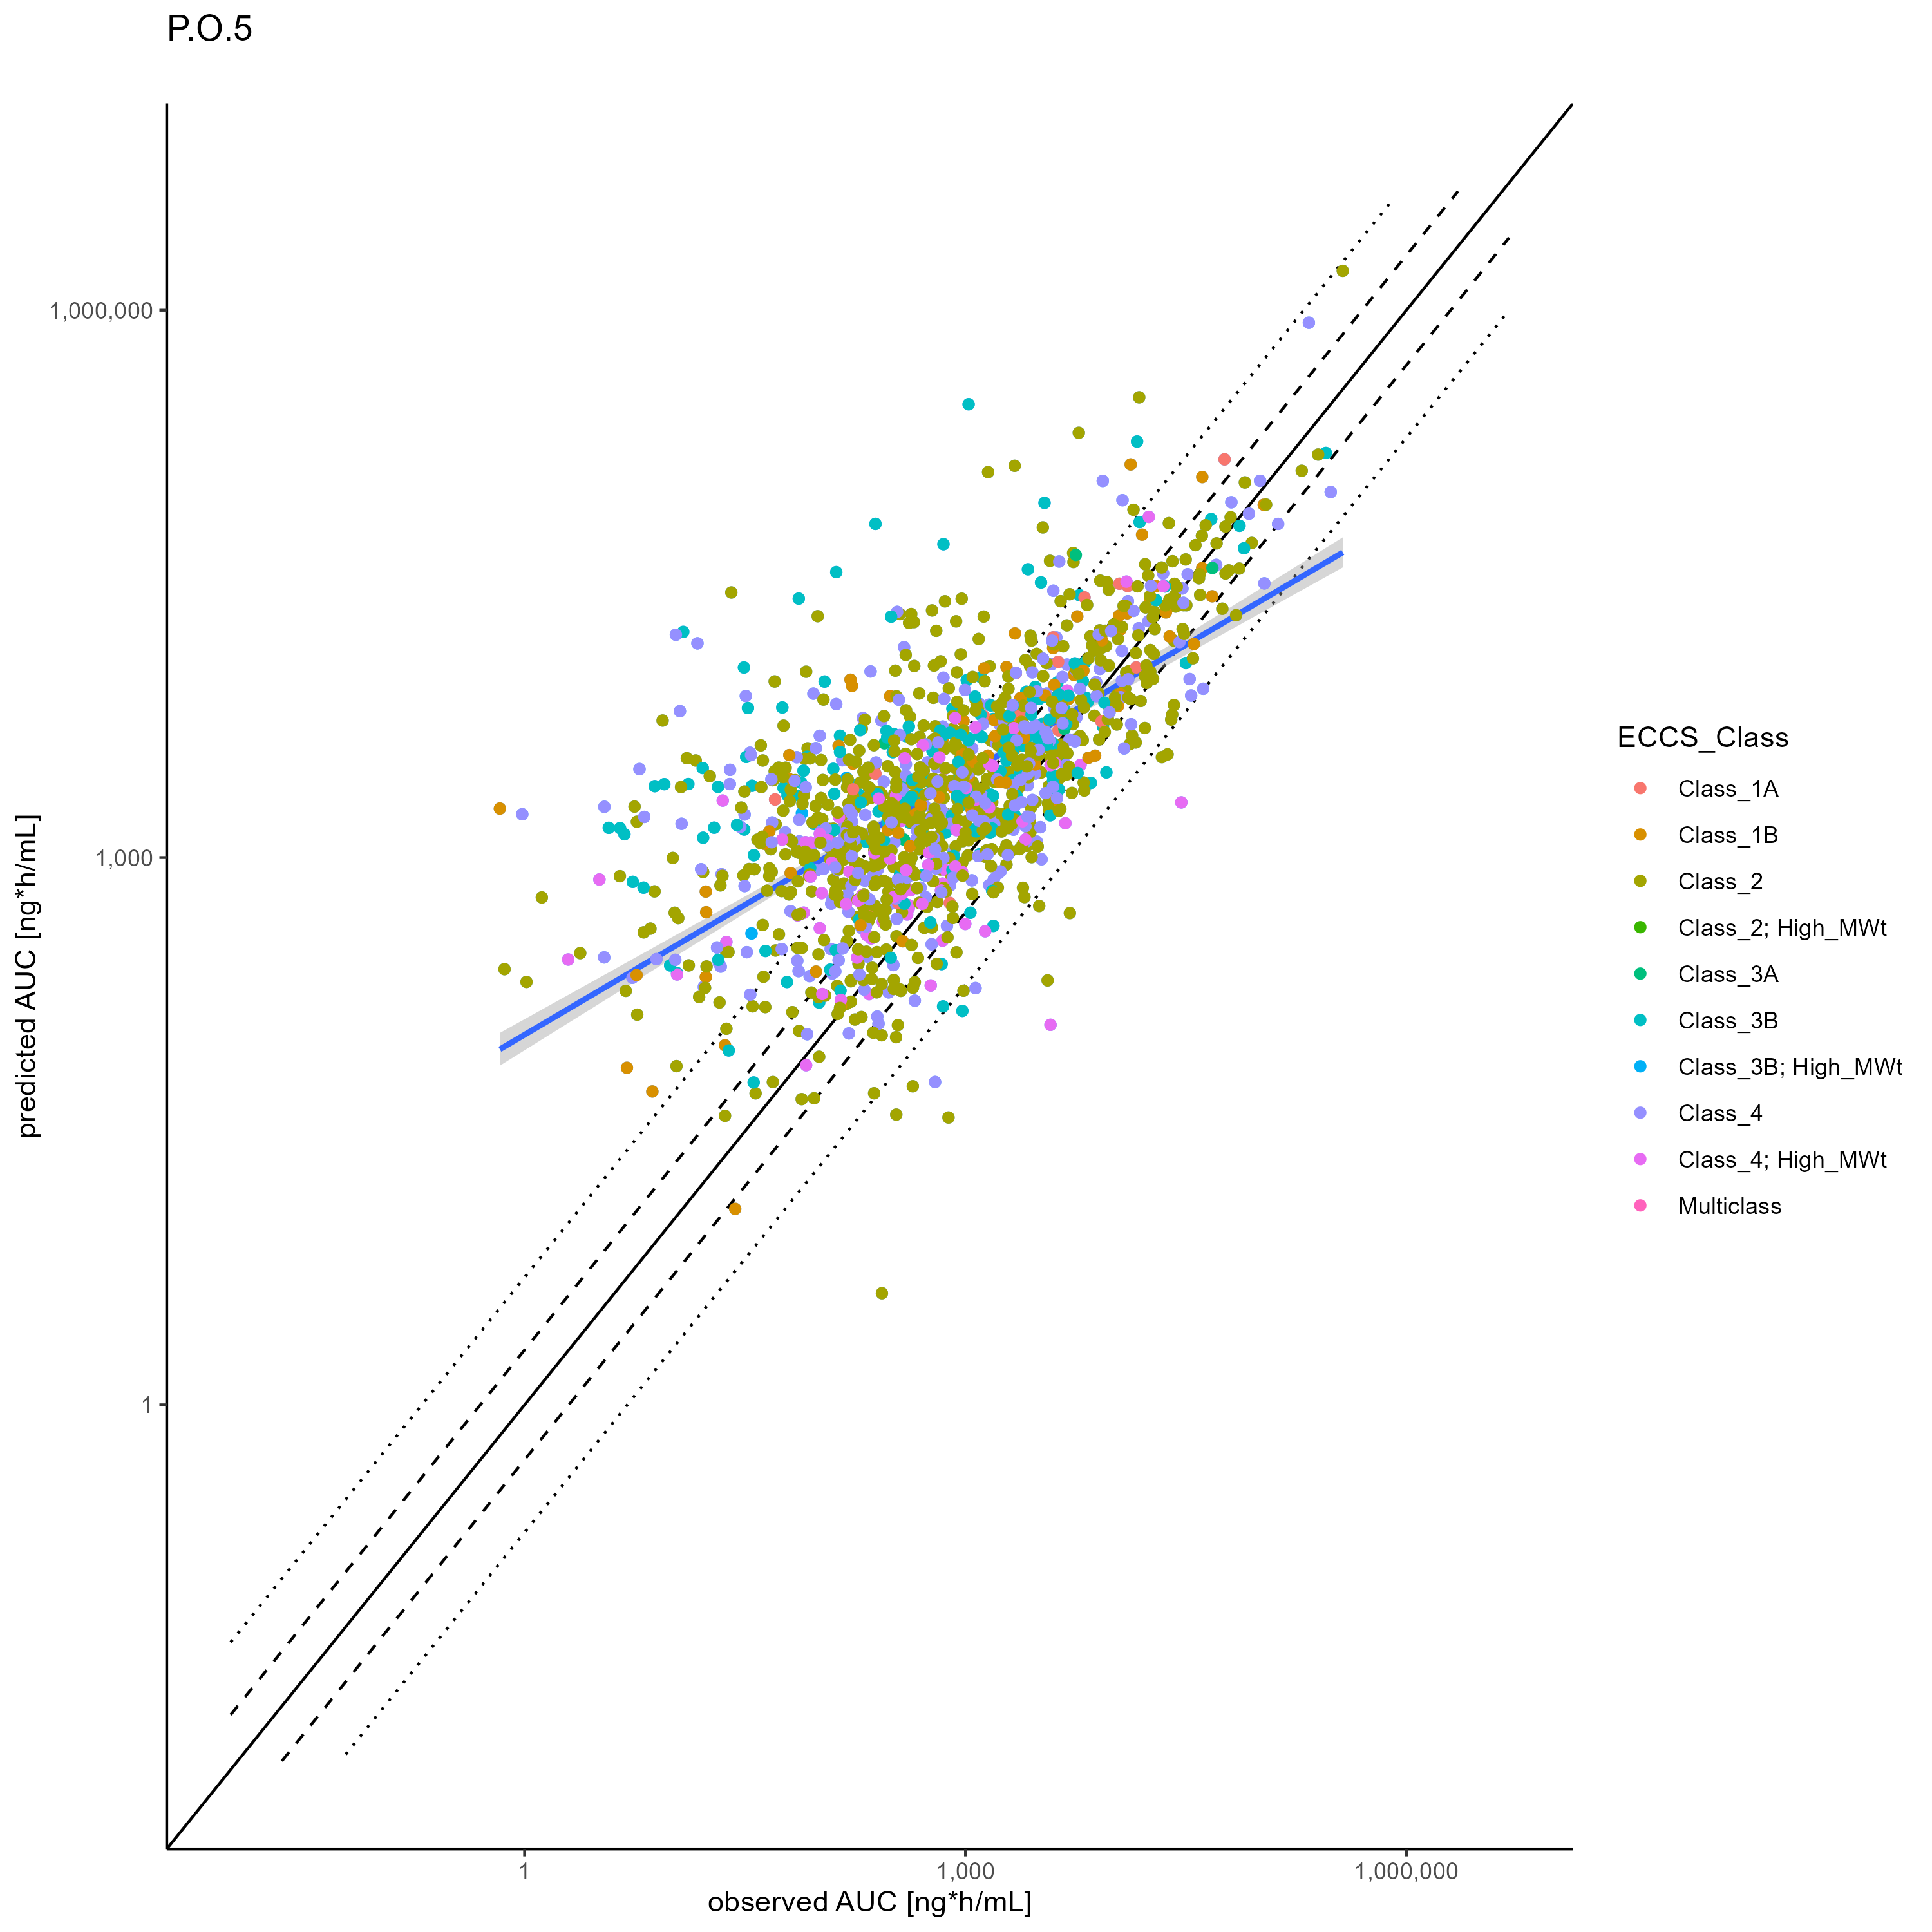 P.O.5
1,000,000
1,000
1
predicted AUC [ng*h/mL]
1
1,000
1,000,000
observed AUC [ng*h/mL]
ECCS_Class
Class_1A
Class_1B
Class_2
Class_2; High_MWt
Class_3A
Class_3B
Class_3B; High_MWt
Class_4
Class_4; High_MWt
Multiclass